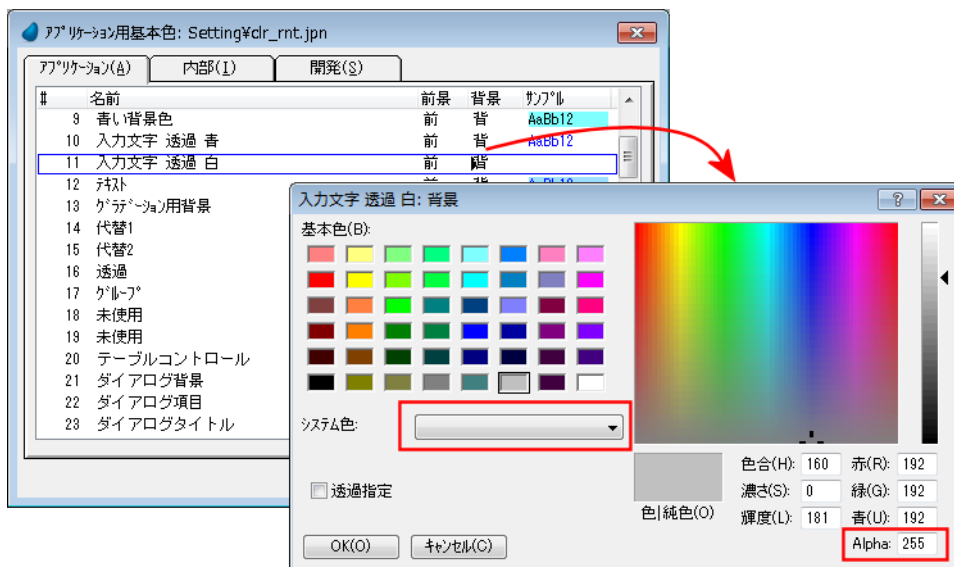 アプリケーション用基本色: Setting¥clr_rnt.jpn
アプリケーション(A) 内部(I) 開発(S)
# 名前 前景 背景 サンプル
9 青い背景色 前 背 AaBb12
10 入力文字 透過 青 前 背 AaBb12
11 入力文字 透過 白 前 背
12 テキスト
13 グラデーション用背景
14 代替1
15 代替2
16 透過
17 グループ
18 未使用
19 未使用
20 テーブルコントロール
21 ダイアログ背景
22 ダイアログ項目
23 ダイアログタイトル
入力文字 透過 白: 背景
基本色(B):
システム色:
透過指定
OK(O) キャンセル(C)
色|純色(O)
色合(H): 160 赤(R): 192
濃さ(S): 0 緑(G): 192
輝度(L): 181 青(U): 192
Alpha: 255